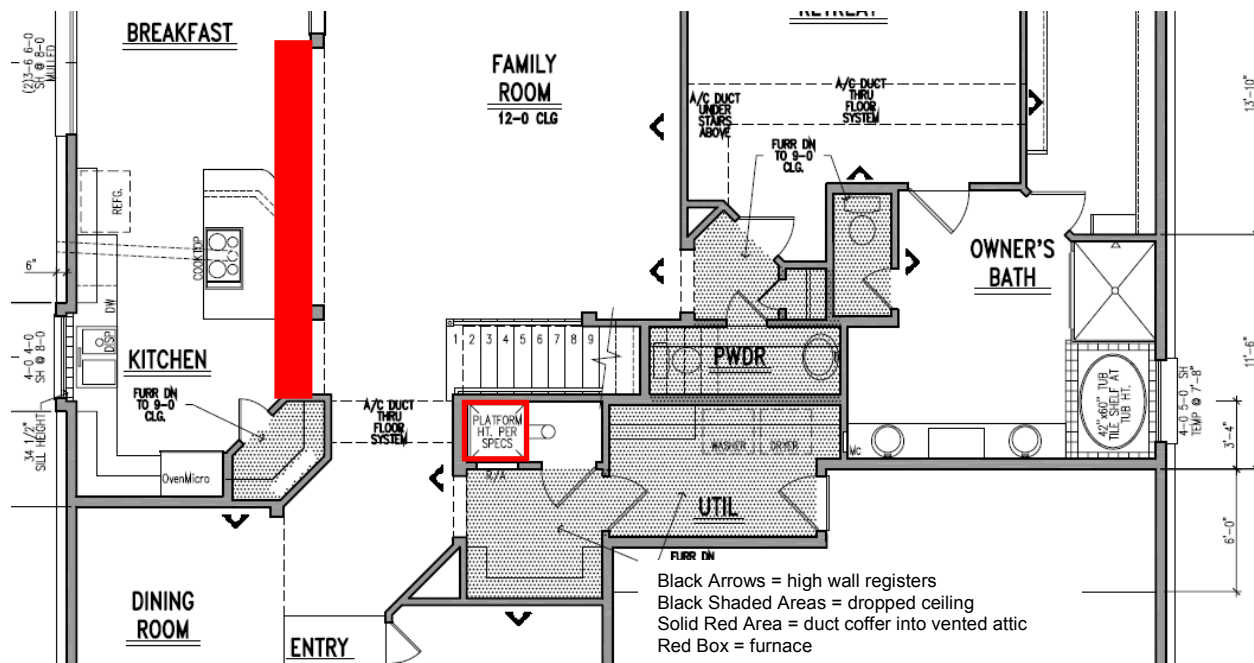 BREAKFAST
(2)3-6 6-0
SH @ 8-0
MULLED
FAMILY
ROOM
12-0 CLG
RETREAT
A/C DUCT
UNDER
STAIRS
ABOVE
A/C DUCT
THRU
FLOOR
SYSTEM
FURR DN
TO 9-0
CLG.
13'-10"
REFG.
COOKTOP
DW
DISP
KITCHEN
4-0 4-0
SH @ 8-0
34 1/2"
SILL HEIGHT
FURR DN
TO 9-0
CLG.
OvenMicro
A/C DUCT
THRU
FLOOR
SYSTEM
1 2 3 4 5 6 7 8 9
PWDR
OWNER'S
BATH
42"x60" TUB
TILE SHELF AT
TUB HT.
4-0 5-0 SH
TEMP @ 7'-8"
11'-6"
3'-4"
6'-0"
PLATFORM
HT. PER
SPECS
R/A
WASHER
DRYER
Mc
UTIL
FURR DN
DINING
ROOM
ENTRY
Black Arrows = high wall registers
Black Shaded Areas = dropped ceiling
Solid Red Area = duct coffer into vented attic
Red Box = furnace